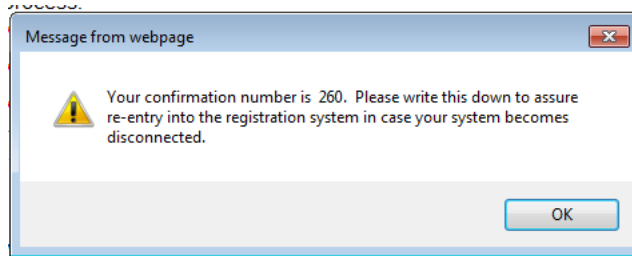 process:
Message from webpage
Your confirmation number is 260. Please write this down to assure
re-entry into the registration system in case your system becomes
disconnected.
OK